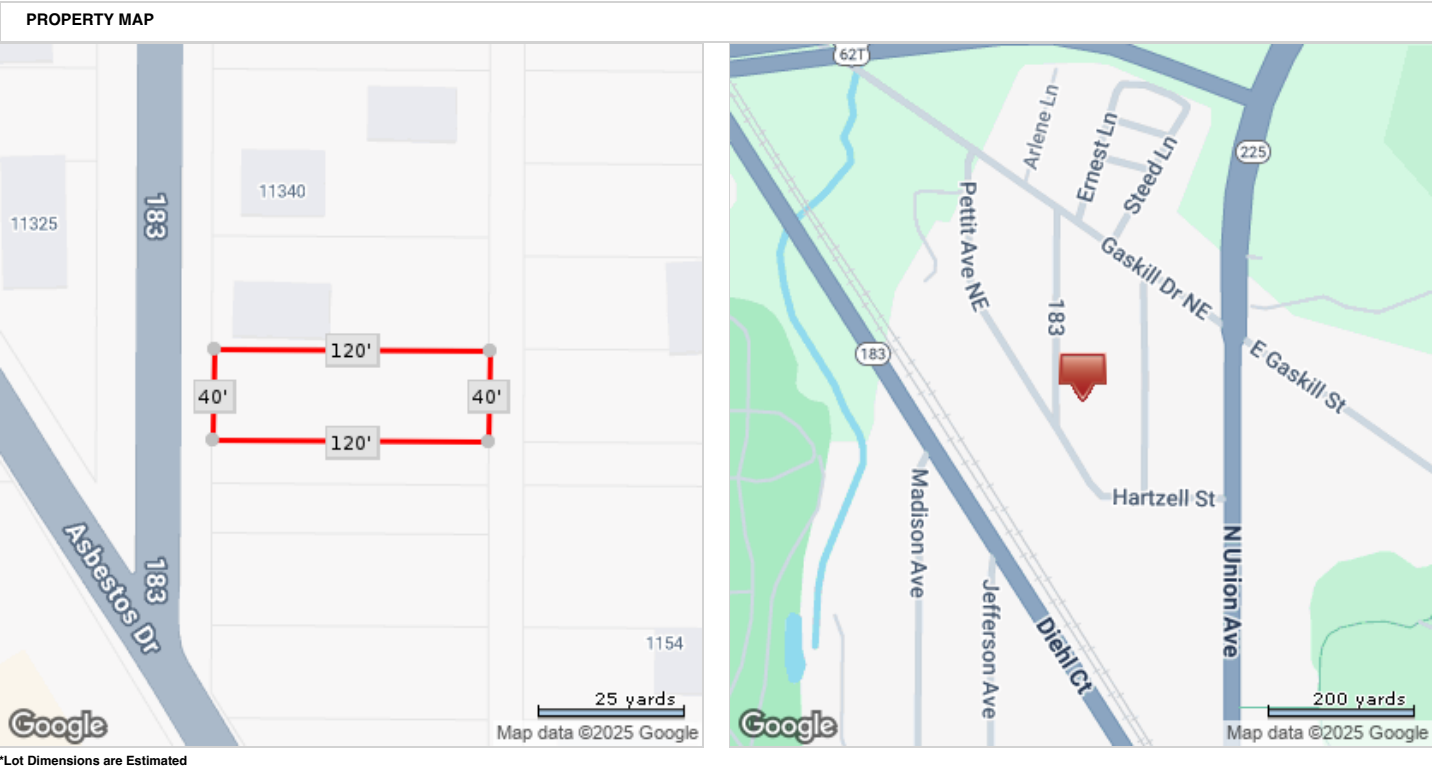 PROPERTY MAP
183
11340
11325
120'
40'
40'
120'
Asbestos Dr
183
1154
25 yards
Google
Map data ©2025 Google
62T
Arlene Ln
Ernest Ln
Steed Ln
225
Pettit Ave NE
Gaskill Dr NE
183
183
E Gaskill St
Hartzell St
Madison Ave
N Union Ave
Jefferson Ave
Diehl Ct
200 yards
Google
Map data ©2025 Google
*Lot Dimensions are Estimated